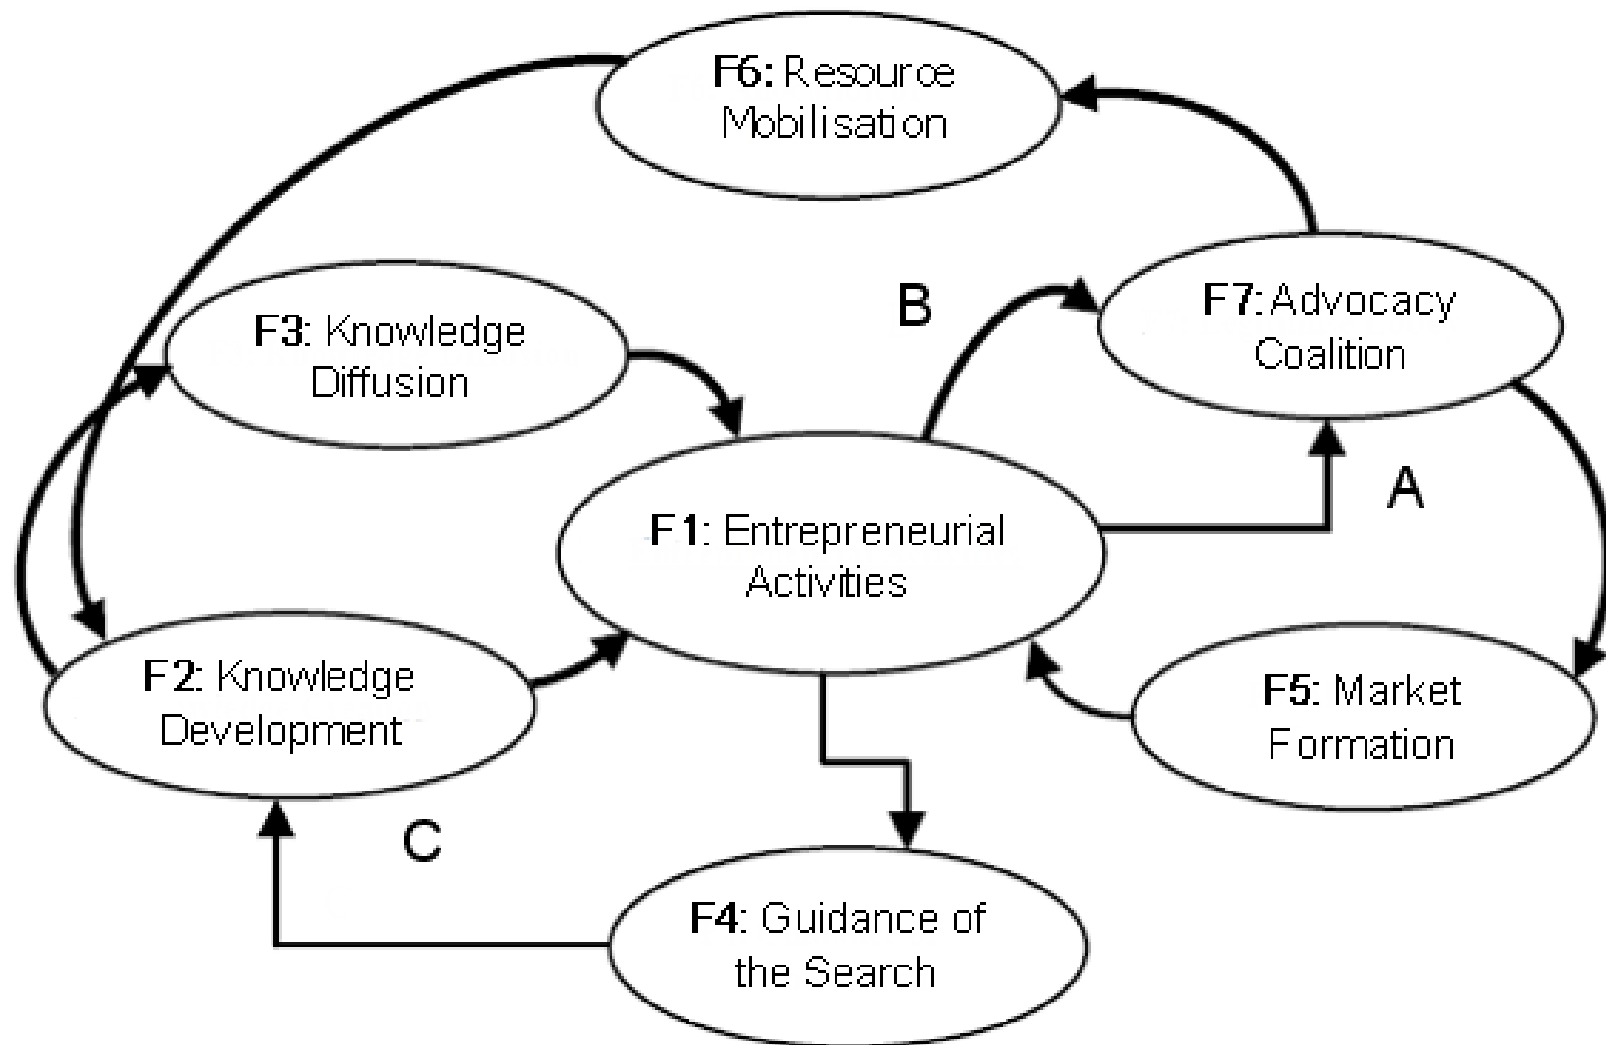 F6: Resource
Mobilisation
F3: Knowledge
Diffusion
B
F7: Advocacy
Coalition
A
F1: Entrepreneurial
Activities
F2: Knowledge
Development
F5: Market
Formation
C
F4: Guidance of
the Search